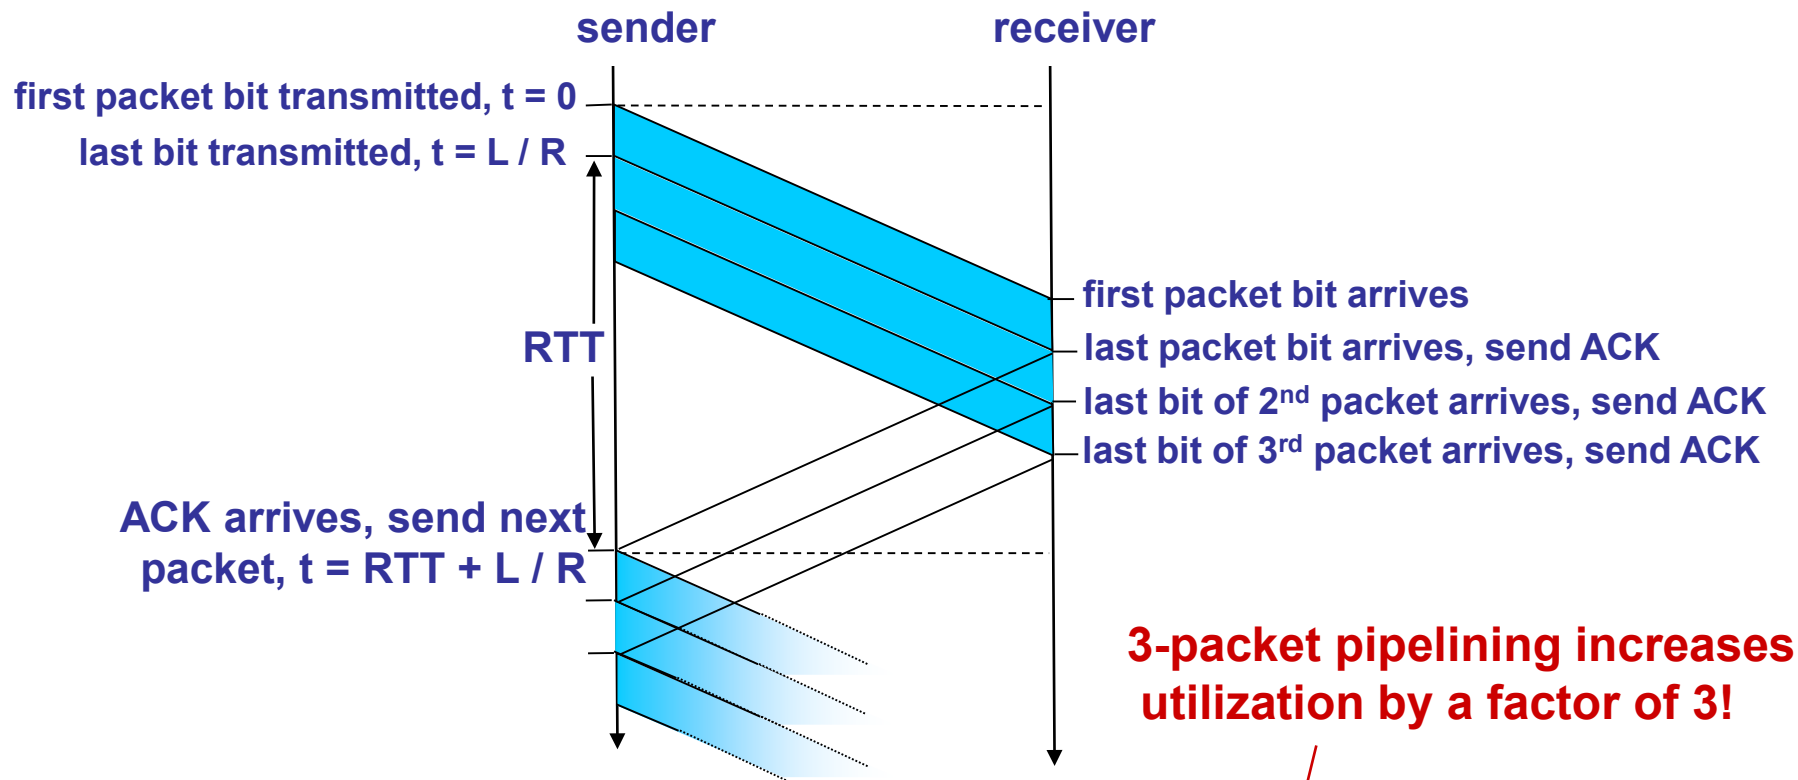 sender
receiver
first packet bit transmitted, t = 0
last bit transmitted, t = L / R
first packet bit arrives
RTT
last packet bit arrives, send ACK
last bit of 2nd packet arrives, send ACK
last bit of 3rd packet arrives, send ACK
ACK arrives, send next
packet, t = RTT + L / R
3-packet pipelining increases
utilization by a factor of 3!